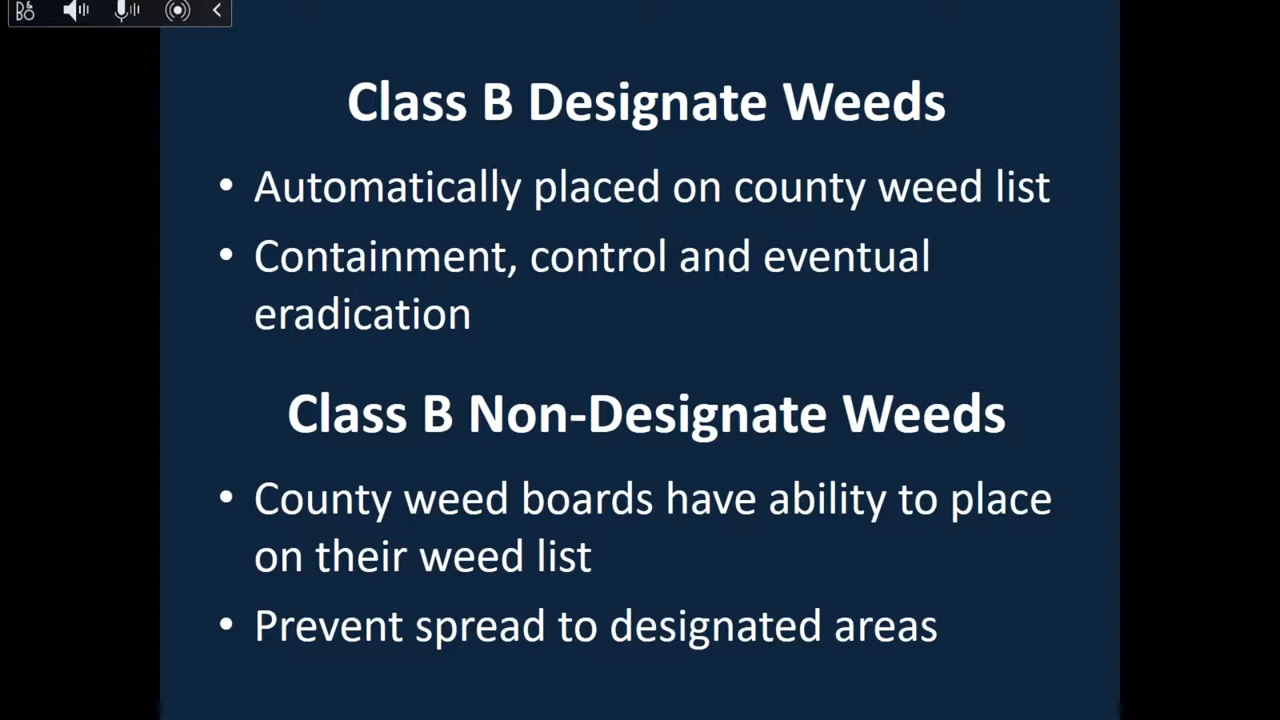 B&
BO
Class B Designate Weeds
• Automatically placed on county weed list
• Containment, control and eventual
eradication
Class B Non-Designate Weeds
• County weed boards have ability to place
on their weed list
• Prevent spread to designated areas